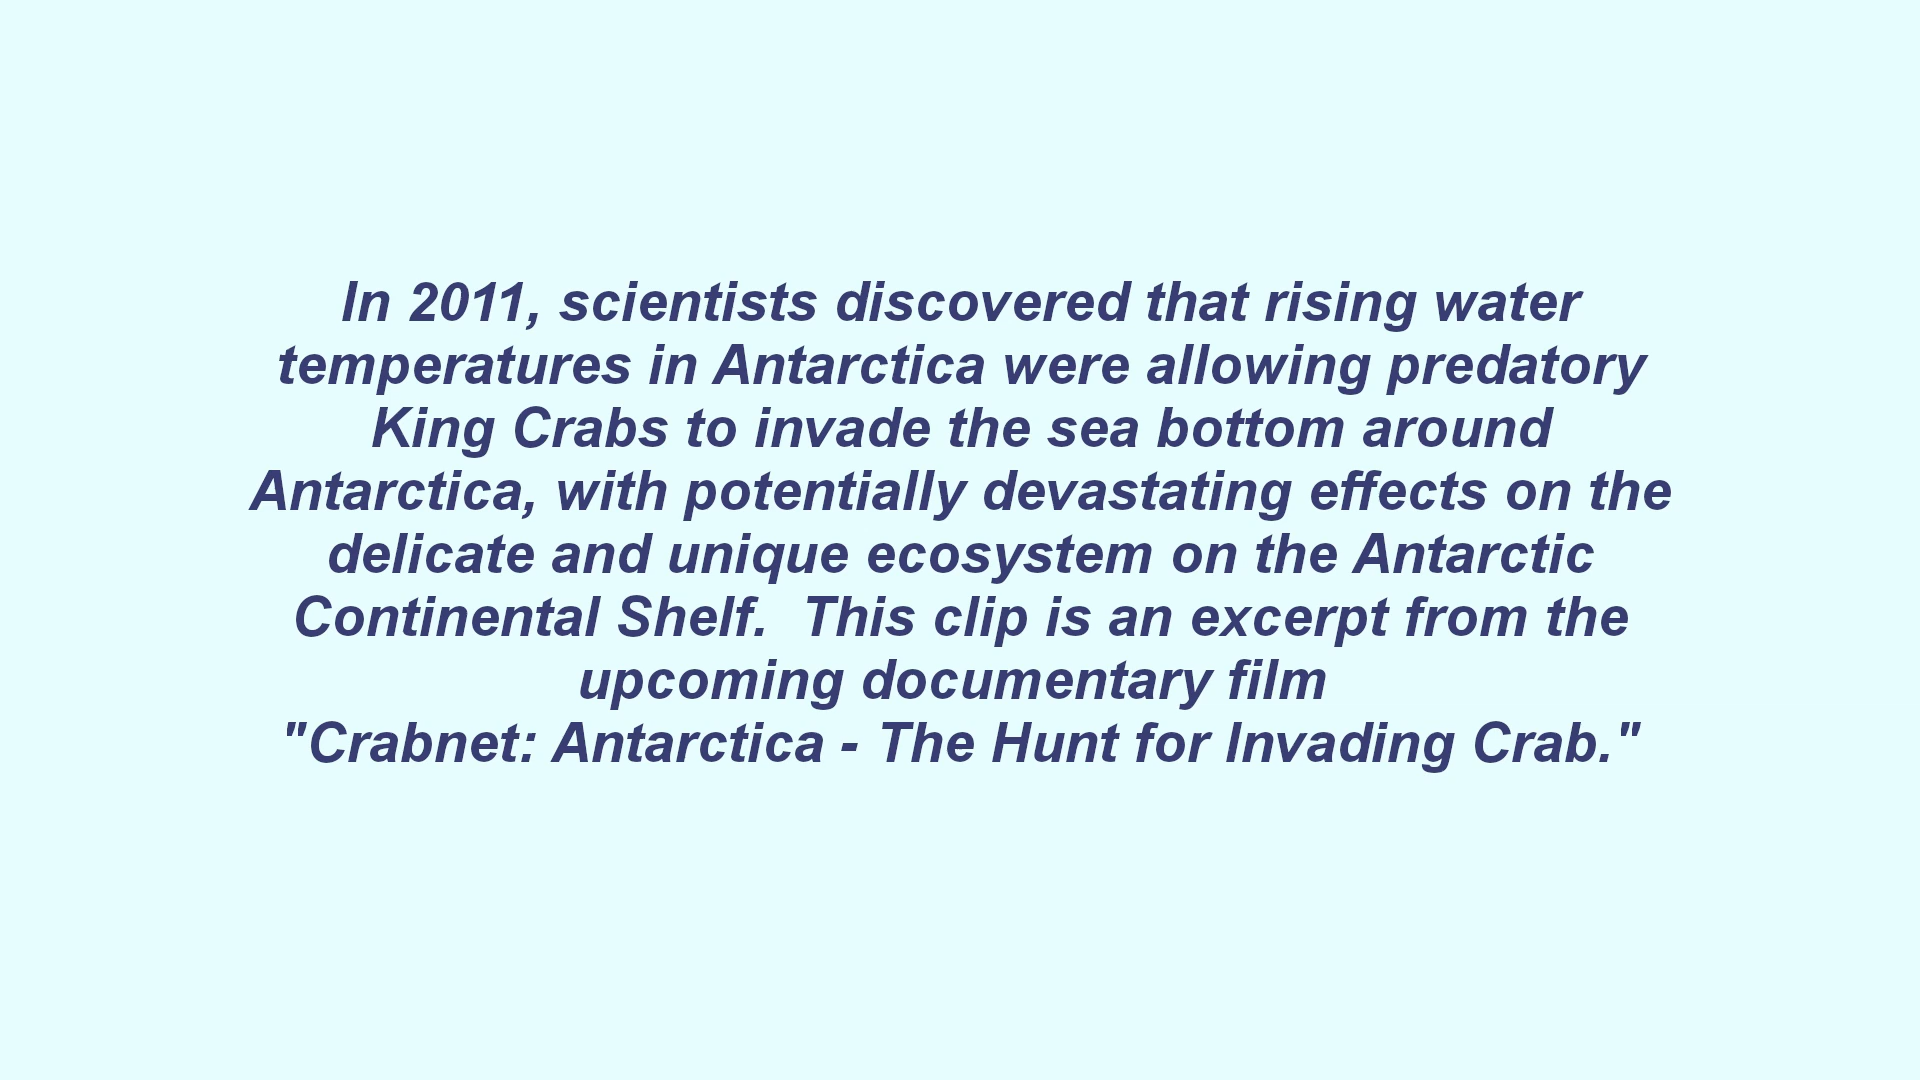 In 2011, scientists discovered that rising water
temperatures in Antarctica were allowing predatory
King Crabs to invade the sea bottom around
Antarctica, with potentially devastating effects on the
delicate and unique ecosystem on the Antarctic
Continental Shelf.  This clip is an excerpt from the
upcoming documentary film
"Crabnet: Antarctica - The Hunt for Invading Crab."